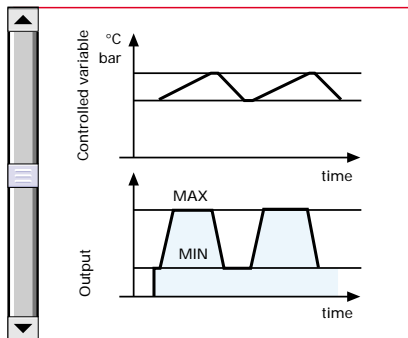 °C
bar
Controlled variable
time
MAX
MIN
Output
time